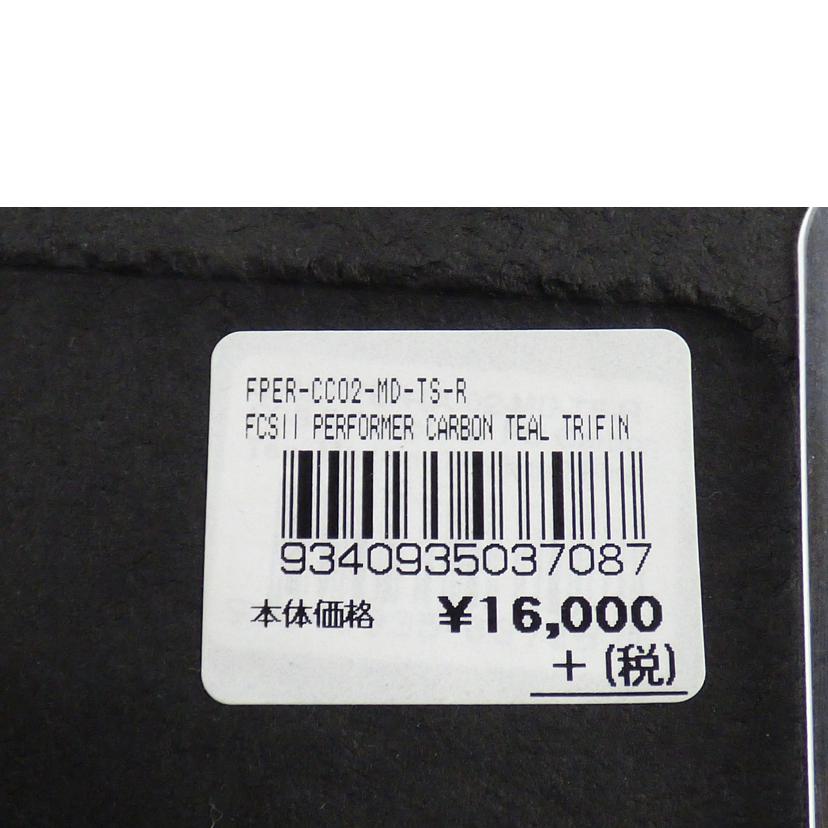 FPER-CC02-MD-TS-R
FCSII PERFORMER CARBON TEAL TRIFIN
9340935037087
本体価格 ¥16,000
+(税)